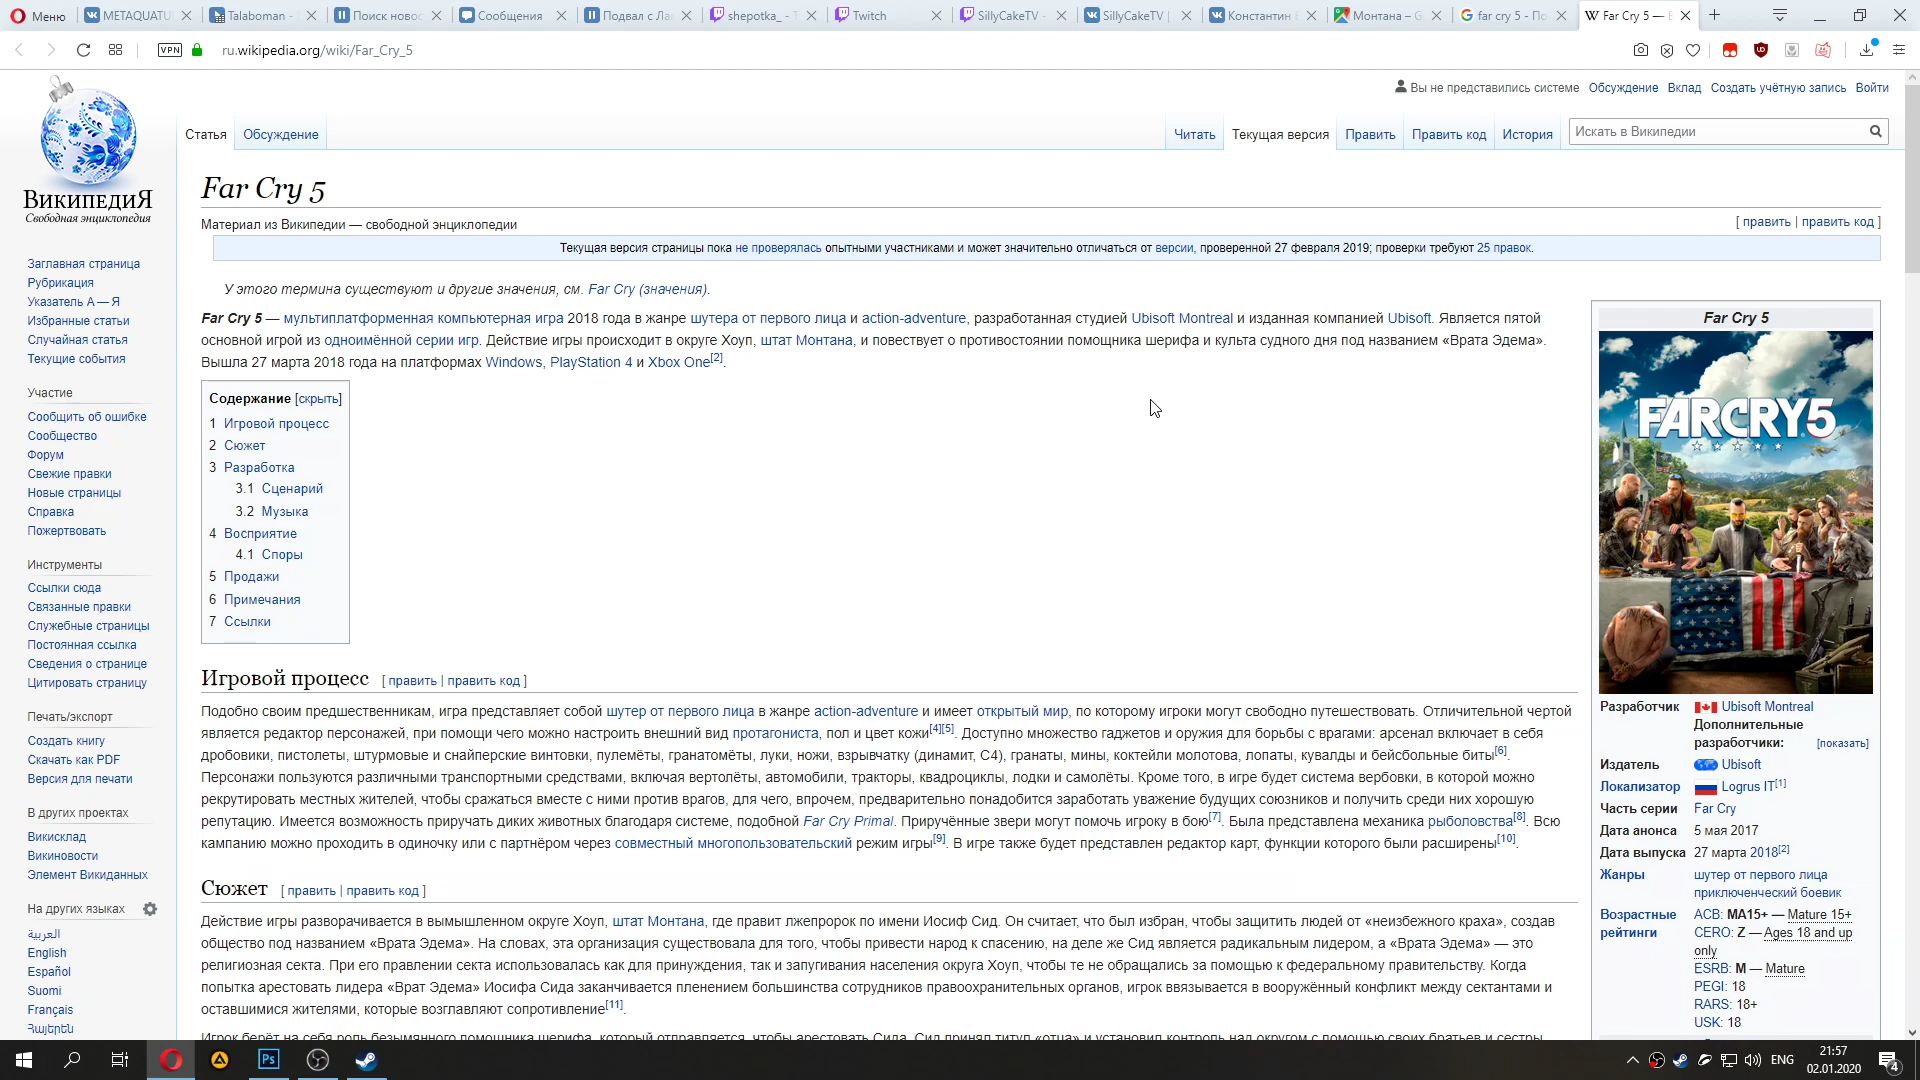 Меню
METAQUATU
Talaboman -
Поиск новос
Сообщения
Подвал с Ла
shepotka_ - T
Twitch
SillyCakeTV -
SillyCakeTV |
Константин
Монтана – G
far cry 5 - По
Far Cry 5 —
VPN
ru.wikipedia.org/wiki/Far_Cry_5
Вы не представились системе Обсуждение Вклад Создать учётную запись Войти
Статья Обсуждение Читать Текущая версия Править Править код История Искать в Википедии
ВикипедиЯ
Свободная энциклопедия
Заглавная страница
Рубрикация
Указатель А — Я
Избранные статьи
Случайная статья
Текущие события
Участие
Сообщить об ошибке
Сообщество
Форум
Свежие правки
Новые страницы
Справка
Пожертвовать
Инструменты
Ссылки сюда
Связанные правки
Служебные страницы
Постоянная ссылка
Сведения о странице
Цитировать страницу
Печать/экспорт
Создать книгу
Скачать как PDF
Версия для печати
В других проектах
Викисклад
Викиновости
Элемент Викиданных
На других языках
العربية
English
Español
Suomi
Français
Հայերեն
Far Cry 5
Материал из Википедии — свободной энциклопедии
[ править | править код ]
Текущая версия страницы пока не проверялась опытными участниками и может значительно отличаться от версии, проверенной 27 февраля 2019; проверки требуют 25 правок.
У этого термина существуют и другие значения, см. Far Cry (значения).
Far Cry 5 — мультиплатформенная компьютерная игра 2018 года в жанре шутера от первого лица и action-adventure, разработанная студией Ubisoft Montreal и изданная компанией Ubisoft. Является пятой
основной игрой из одноимённой серии игр. Действие игры происходит в округе Хоуп, штат Монтана, и повествует о противостоянии помощника шерифа и культа судного дня под названием «Врата Эдема».
Вышла 27 марта 2018 года на платформах Windows, PlayStation 4 и Xbox One[2].
Содержание [скрыть]
1 Игровой процесс
2 Сюжет
3 Разработка
3.1 Сценарий
3.2 Музыка
4 Восприятие
4.1 Споры
5 Продажи
6 Примечания
7 Ссылки
Игровой процесс [ править | править код ]
Подобно своим предшественникам, игра представляет собой шутер от первого лица в жанре action-adventure и имеет открытый мир, по которому игроки могут свободно путешествовать. Отличительной чертой
является редактор персонажей, при помощи чего можно настроить внешний вид протагониста, пол и цвет кожи[4][5]. Доступно множество гаджетов и оружия для борьбы с врагами: арсенал включает в себя
дробовики, пистолеты, штурмовые и снайперские винтовки, пулемёты, гранатомёты, луки, ножи, взрывчатку (динамит, C4), гранаты, мины, коктейли молотова, лопаты, кувалды и бейсбольные биты[6].
Персонажи пользуются различными транспортными средствами, включая вертолёты, автомобили, тракторы, квадроциклы, лодки и самолёты. Кроме того, в игре будет система вербовки, в которой можно
рекрутировать местных жителей, чтобы сражаться вместе с ними против врагов, для чего, впрочем, предварительно понадобится заработать уважение будущих союзников и получить среди них хорошую
репутацию. Имеется возможность приручать диких животных благодаря системе, подобной Far Cry Primal. Приручённые звери могут помочь игроку в бою[7]. Была представлена механика рыболовства[8]. Всю
кампанию можно проходить в одиночку или с партнёром через совместный многопользовательский режим игры[9]. В игре также будет представлен редактор карт, функции которого были расширены[10].
Сюжет [ править | править код ]
Действие игры разворачивается в вымышленном округе Хоуп, штат Монтана, где правит лжепророк по имени Иосиф Сид. Он считает, что был избран, чтобы защитить людей от «неизбежного краха», создав
общество под названием «Врата Эдема». На словах, эта организация существовала для того, чтобы привести народ к спасению, на деле же Сид является радикальным лидером, а «Врата Эдема» — это
религиозная секта. При его правлении секта использовалась как для принуждения, так и запугивания населения округа Хоуп, чтобы те не обращались за помощью к федеральному правительству. Когда
попытка арестовать лидера «Врат Эдема» Иосифа Сида заканчивается пленением большинства сотрудников правоохранительных органов, игрок ввязывается в вооружённый конфликт между сектантами и
оставшимися жителями, которые возглавляют сопротивление[11].
Игрок берёт на себя роль безымянного помощника шерифа, который отправляется, чтобы арестовать Сида. Сид принял титул «отца» и установил контроль над округом с помощью своих братьев и сестры
Far Cry 5
FARCRY5
Разработчик Ubisoft Montreal
Дополнительные
разработчики: [показать]
Издатель Ubisoft
Локализатор Logrus IT[1]
Часть серии Far Cry
Дата анонса 5 мая 2017
Дата выпуска 27 марта 2018[2]
Жанры шутер от первого лица
приключенческий боевик
Возрастные рейтинги ACB: MA15+ — Mature 15+
CERO: Z — Ages 18 and up
only
ESRB: M — Mature
PEGI: 18
RARS: 18+
USK: 18
Ps
ENG
21:57
02.01.2020
4